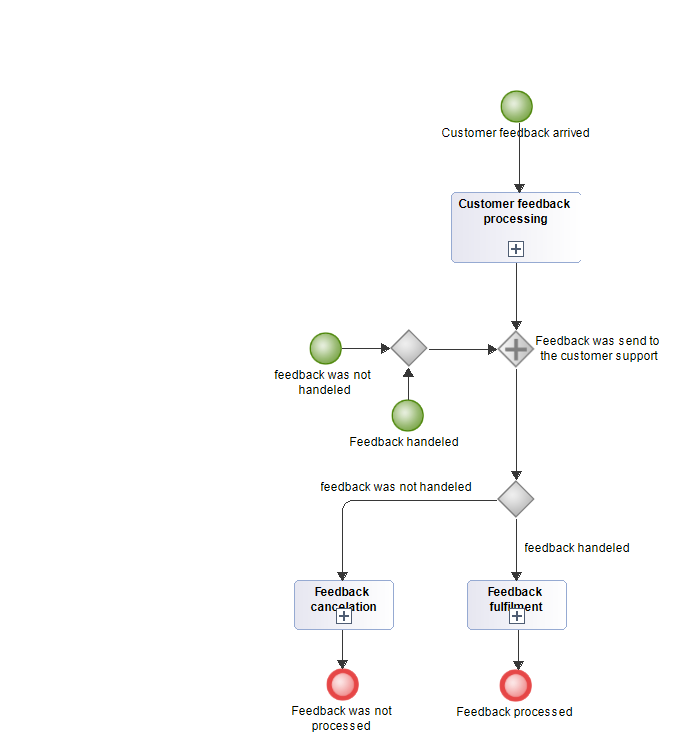 Customer feedback arrived
Customer feedback
processing
Feedback was send to
the customer support
feedback was not
handeled
Feedback handeled
feedback was not handeled
feedback handeled
Feedback
cancelation
Feedback
fulfilment
Feedback was not
processed
Feedback processed